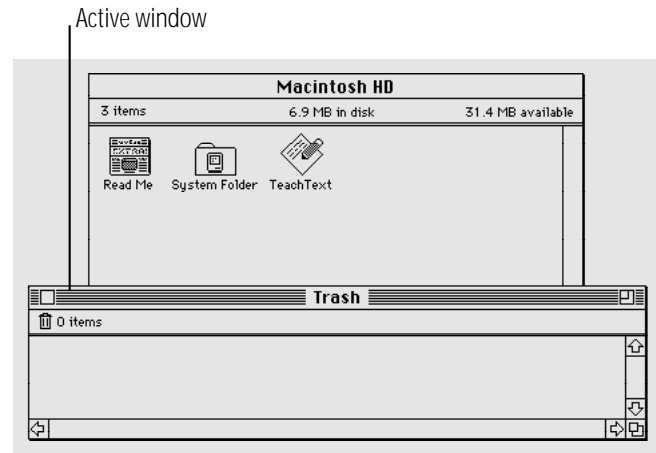 Active window
Macintosh HD
3 items 6.9 MB in disk 31.4 MB available
Read Me System Folder TeachText
Trash
0 items